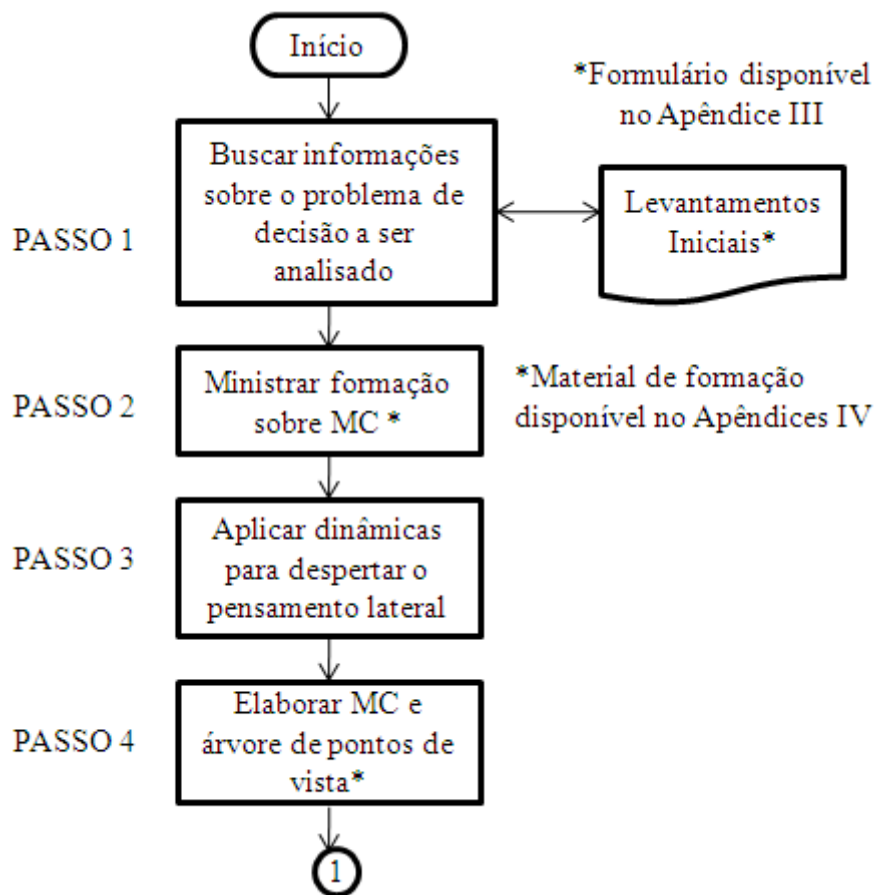 Início
*Formulário disponível
no Apêndice III
PASSO 1
Buscar informações
sobre o problema de
decisão a ser
analisado
Levantamentos
Iniciais*
PASSO 2
Ministrar formação
sobre MC *
*Material de formação
disponível no Apêndices IV
PASSO 3
Aplicar dinâmicas
para despertar o
pensamento lateral
PASSO 4
Elaborar MC e
árvore de pontos de
vista*
1